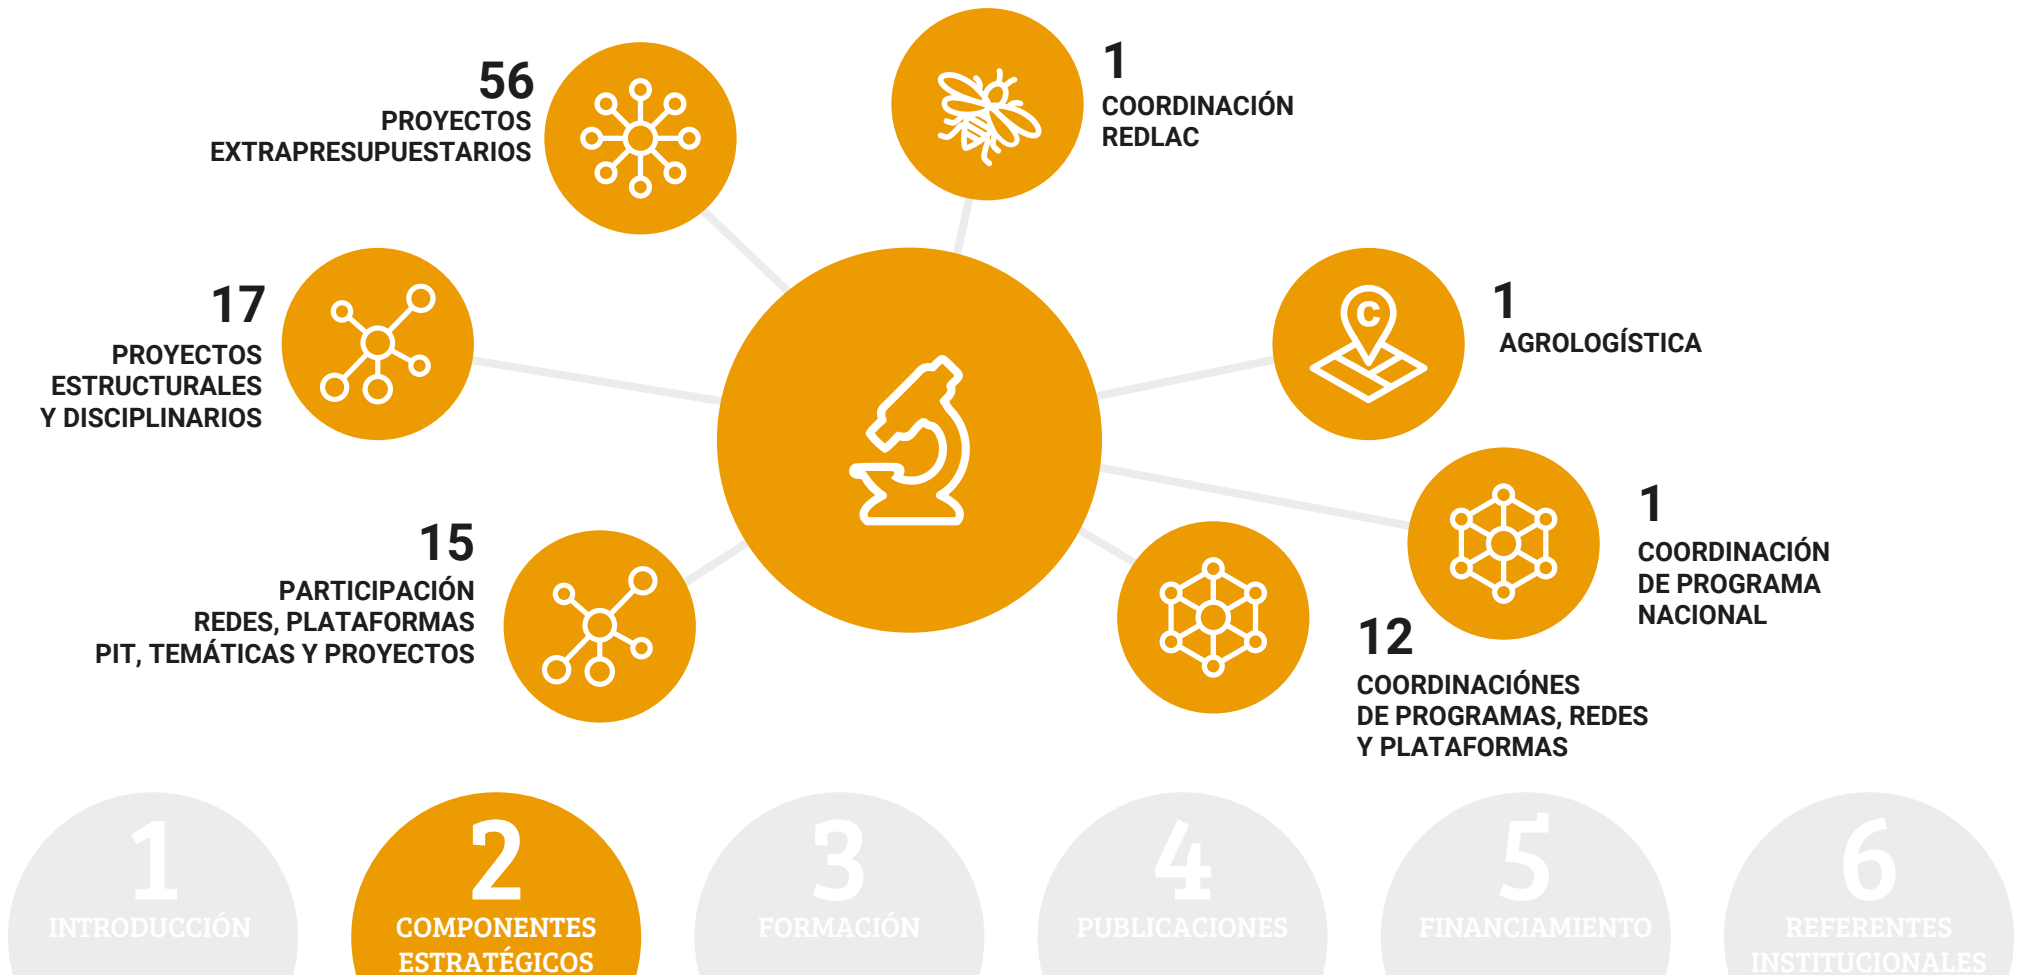 56
PROYECTOS
EXTRAPRESUPUESTARIOS
1
COORDINACIÓN
REDLAC
17
PROYECTOS
ESTRUCTURALES
Y DISCIPLINARIOS
C
1
AGROLOGÍSTICA
15
PARTICIPACIÓN
REDES, PLATAFORMAS
PIT, TEMÁTICAS Y PROYECTOS
1
COORDINACIÓN
DE PROGRAMA
NACIONAL
12
COORDINACIÓNES
DE PROGRAMAS, REDES
Y PLATAFORMAS
1
INTRODUCCIÓN
2
COMPONENTES
ESTRATÉGICOS
3
FORMACIÓN
4
PUBLICACIONES
5
FINANCIAMIENTO
6
REFERENTES
INSTITUCIONALES